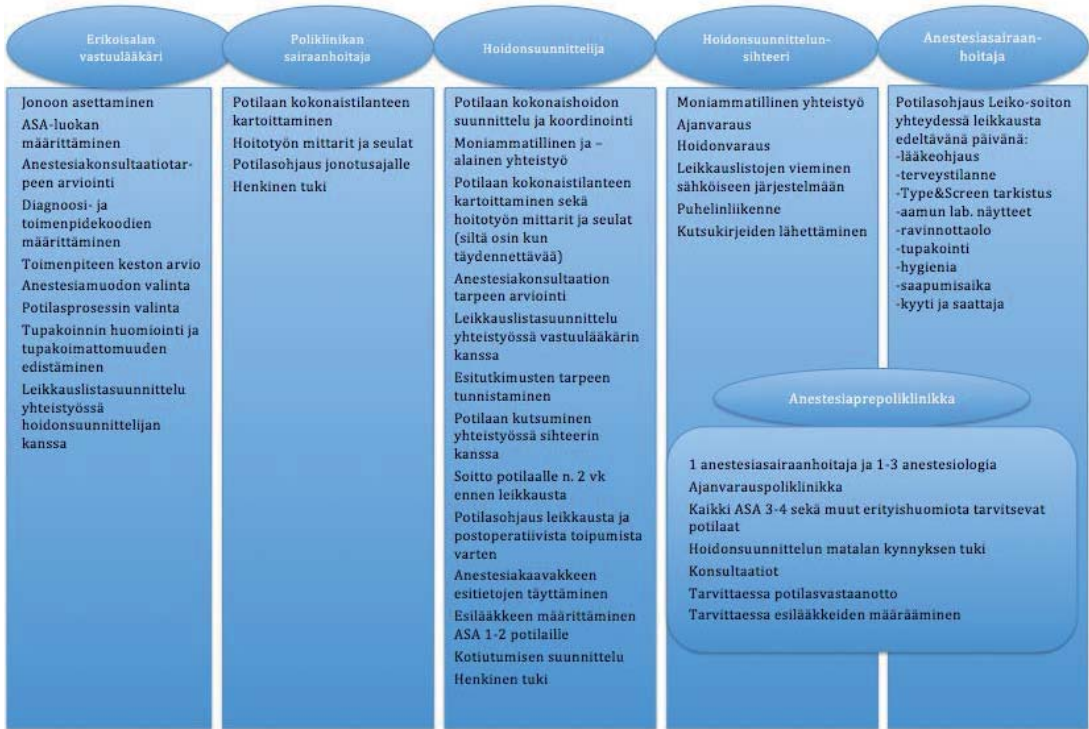 Erikoisalan
vastuulääkäri
Jonoon asettaminen
ASA-luokan
määrittäminen
Anestesiakonsultaatiotar-
peen arviointi
Diagnoosi- ja
toimenpidekoodien
määrittäminen
Toimenpiteen keston arvio
Anestesiamuodon valinta
Potilasprosessin valinta
Tupakoinnin huomiointi ja
tupakoimattomuuden
edistäminen
Leikkauslistasuunnittelu
yhteistyössä
hoidonsuunnittelijan
kanssa
Poliklinikan
sairaanhoitaja
Potilaan kokonaistilanteen
kartoittaminen
Hoitotyön mittarit ja seulat
Potilasohjaus jonotusajalle
Henkinen tuki
Hoidonsuunnittelija
Potilaan kokonaishoidon
suunnittelu ja koordinointi
Moniammatillinen ja –
alainen yhteistyö
Potilaan kokonaistilanteen
kartoittaminen sekä
hoitotyön mittarit ja seulat
(siltä osin kun
täydennettävää)
Anestesiakonsultaation
tarpeen arviointi
Leikkauslistasuunnittelu
yhteistyössä vastuulääkärin
kanssa
Esitutkimusten tarpeen
tunnistaminen
Potilaan kutsuminen
yhteistyössä sihteerin
kanssa
Soitto potilaalle n. 2 vk
ennen leikkausta
Potilasohjaus leikkausta ja
postoperatiivista toipumista
varten
Anestesiakaavakkeen
esitietojen täyttäminen
Esilääkkeen määrittäminen
ASA 1-2 potilaille
Kotiutumisen suunnittelu
Henkinen tuki
Hoidonsuunnittelun-
sihteeri
Moniammatillinen yhteistyö
Ajanvaraus
Hoidonvaraus
Leikkauslistojen vieminen
sähköiseen järjestelmään
Puhelinliikenne
Kutsukirjeiden lähettäminen
Anestesiasairaan-
hoitaja
Potilasohjaus Leiko-soiton
yhteydessä leikkausta
edeltävänä päivänä:
-lääkeohjaus
-terveystilanne
-Type&Screen tarkistus
-aamun lab. näytteet
-ravinnottaolo
-tupakointi
-hygienia
-saapumisaika
-kyyti ja saattaja
Anestesiaprepoliklinikka
1 anestesiasairaanhoitaja ja 1-3 anestesiologia
Ajanvarauspoliklinikka
Kaikki ASA 3-4 sekä muut erityishuomiota tarvitsevat
potilaat
Hoidonsuunnittelun matalan kynnyksen tuki
Konsultaatiot
Tarvittaessa potilasvastaanotto
Tarvittaessa esilääkkeiden määrääminen